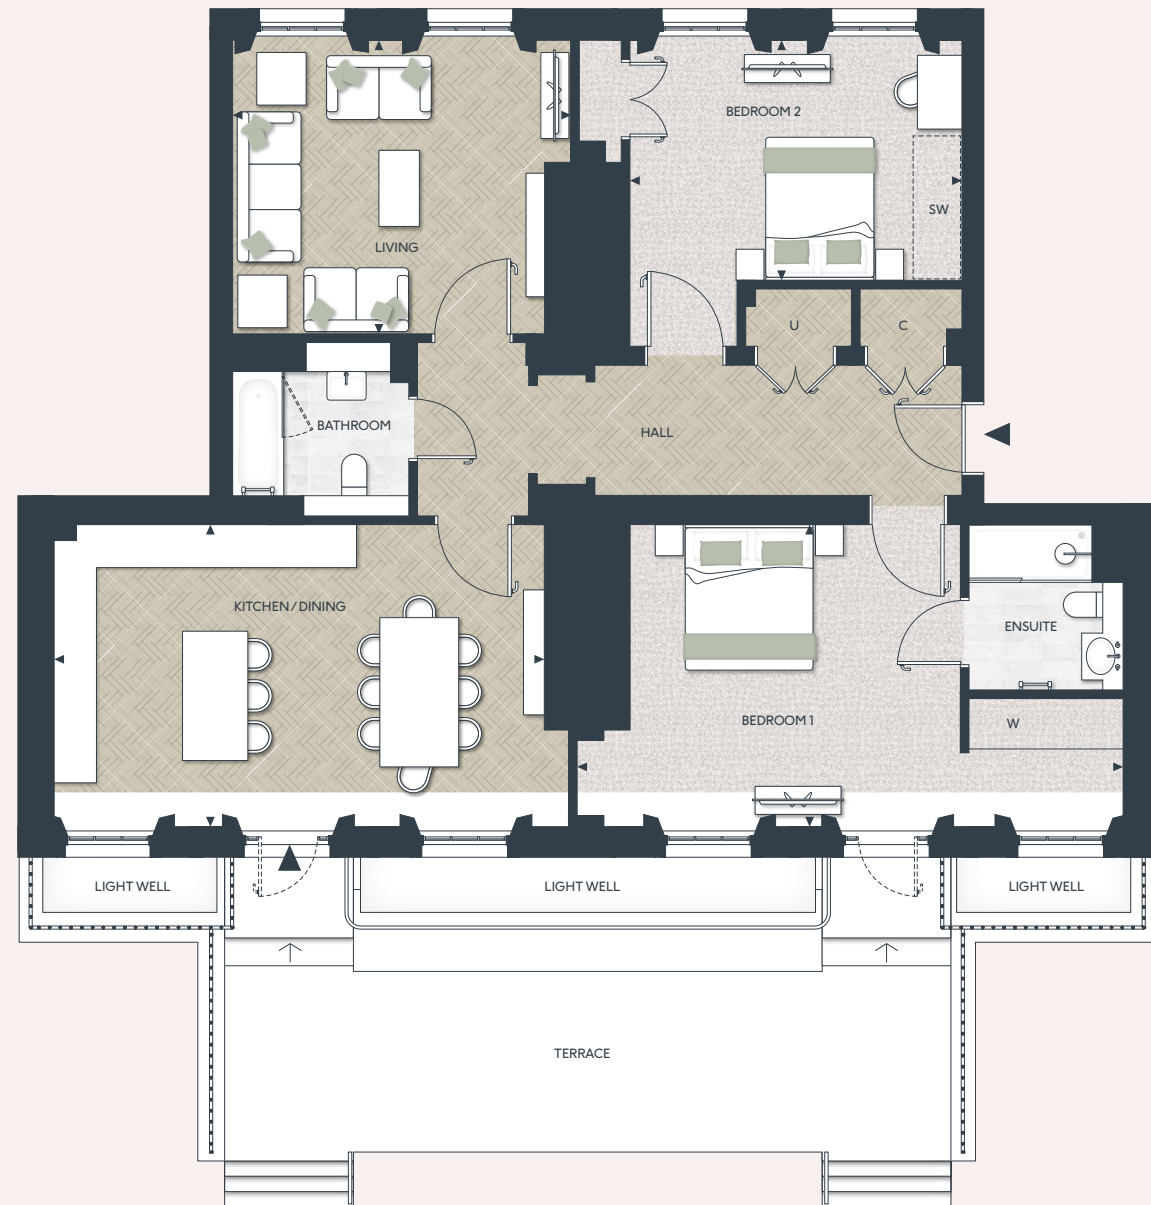 BEDROOM 2
SW
LIVING
U
C
BATHROOM
HALL
KITCHEN/DINING
ENSUITE
BEDROOM 1
W
LIGHT WELL
LIGHT WELL
LIGHT WELL
TERRACE